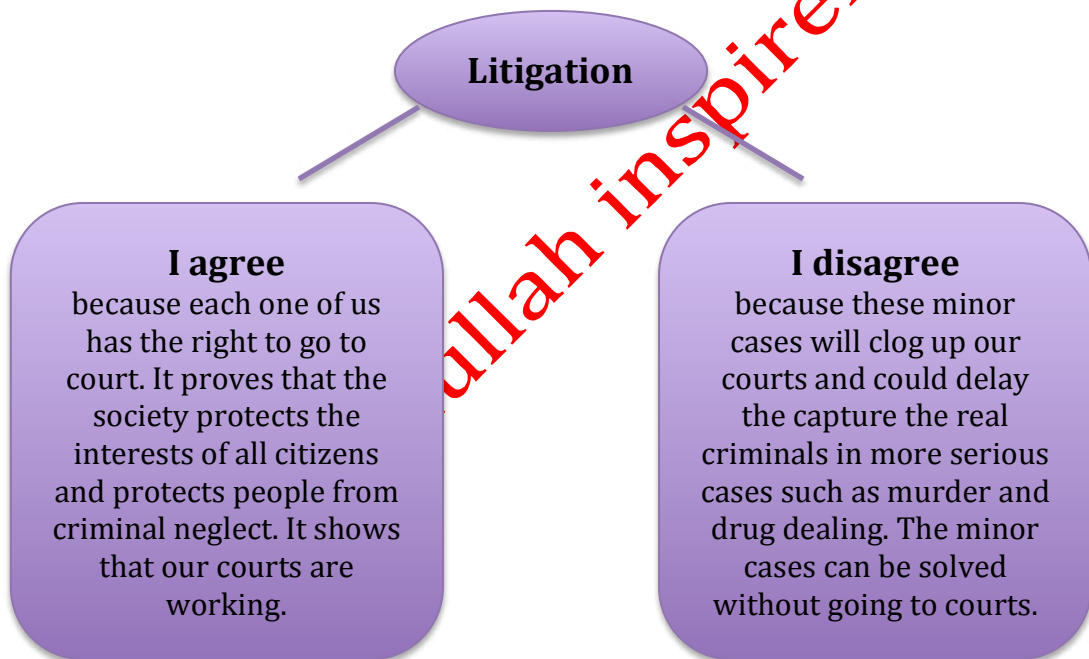 Litigation
I agree
because each one of us
has the right to go to
court. It proves that the
society protects the
interests of all citizens
and protects people from
criminal neglect. It shows
that our courts are
working.
I disagree
because these minor
cases will clog up our
courts and could delay
the capture the real
criminals in more serious
cases such as murder and
drug dealing. The minor
cases can be solved
without going to courts.